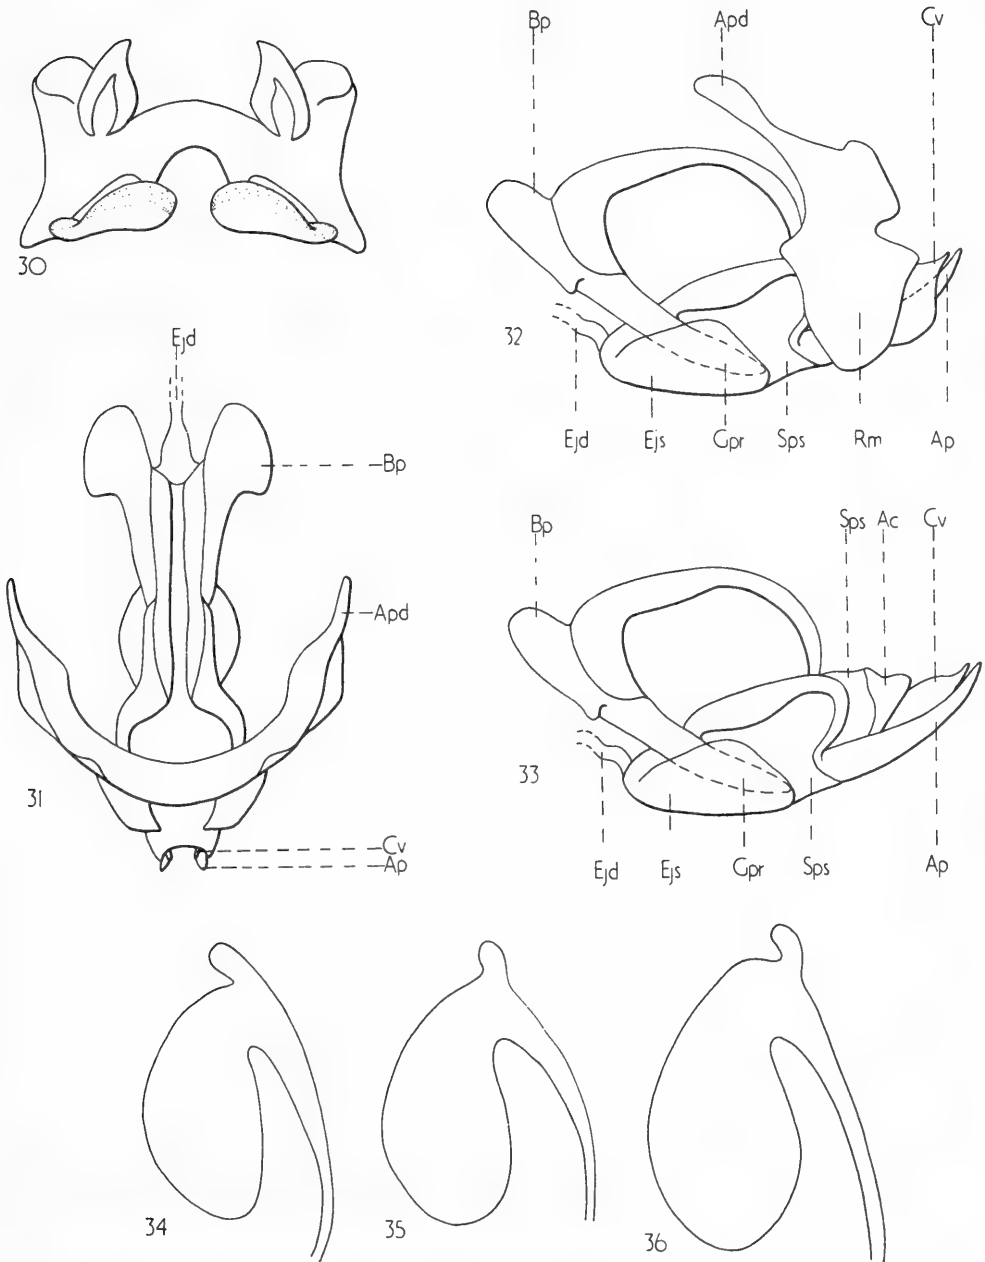 Bp Apd Cv
30
32
Ejd Ejs Gpr Sps Rm Ap
Ejd
Bp
Apd
31
Cv
Ap
Bp Sps Ac Cv
33
Ejd Ejs Gpr Sps Ap
34 35 36